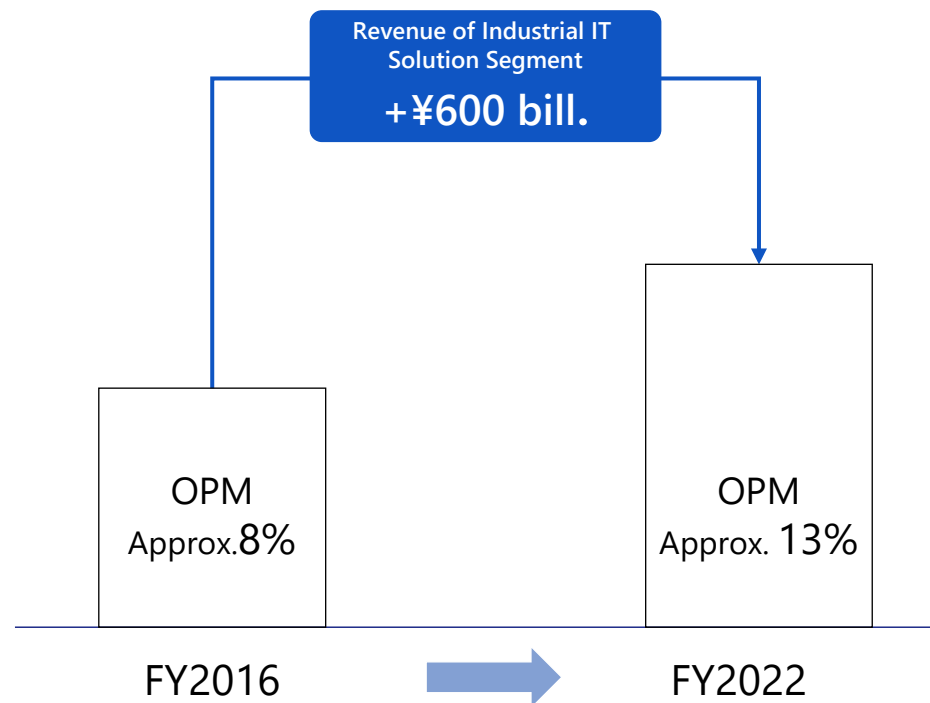 Revenue of Industrial IT
Solution Segment
+¥600 bill.
OPM
Approx.8%
OPM
Approx. 13%
FY2016
FY2022